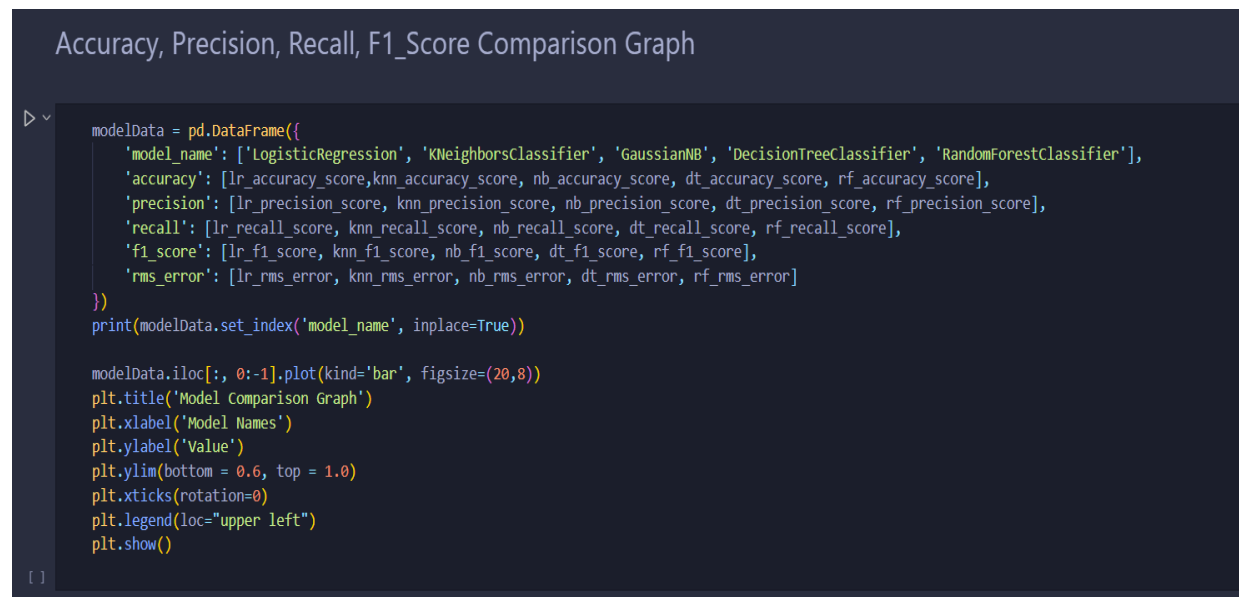 Accuracy, Precision, Recall, F1_Score Comparison Graph
modelData = pd.DataFrame({
    'model_name': ['LogisticRegression', 'KNeighborsClassifier', 'GaussianNB', 'DecisionTreeClassifier', 'RandomForestClassifier'],
    'accuracy': [lr_accuracy_score,knn_accuracy_score, nb_accuracy_score, dt_accuracy_score, rf_accuracy_score],
    'precision': [lr_precision_score, knn_precision_score, nb_precision_score, dt_precision_score, rf_precision_score],
    'recall': [lr_recall_score, knn_recall_score, nb_recall_score, dt_recall_score, rf_recall_score],
    'f1_score': [lr_f1_score, knn_f1_score, nb_f1_score, dt_f1_score, rf_f1_score],
    'rms_error': [lr_rms_error, knn_rms_error, nb_rms_error, dt_rms_error, rf_rms_error]
})
print(modelData.set_index('model_name', inplace=True))
modelData.iloc[:, 0:-1].plot(kind='bar', figsize=(20,8))
plt.title('Model Comparison Graph')
plt.xlabel('Model Names')
plt.ylabel('Value')
plt.ylim(bottom = 0.6, top = 1.0)
plt.xticks(rotation=0)
plt.legend(loc="upper left")
plt.show()
[ ]